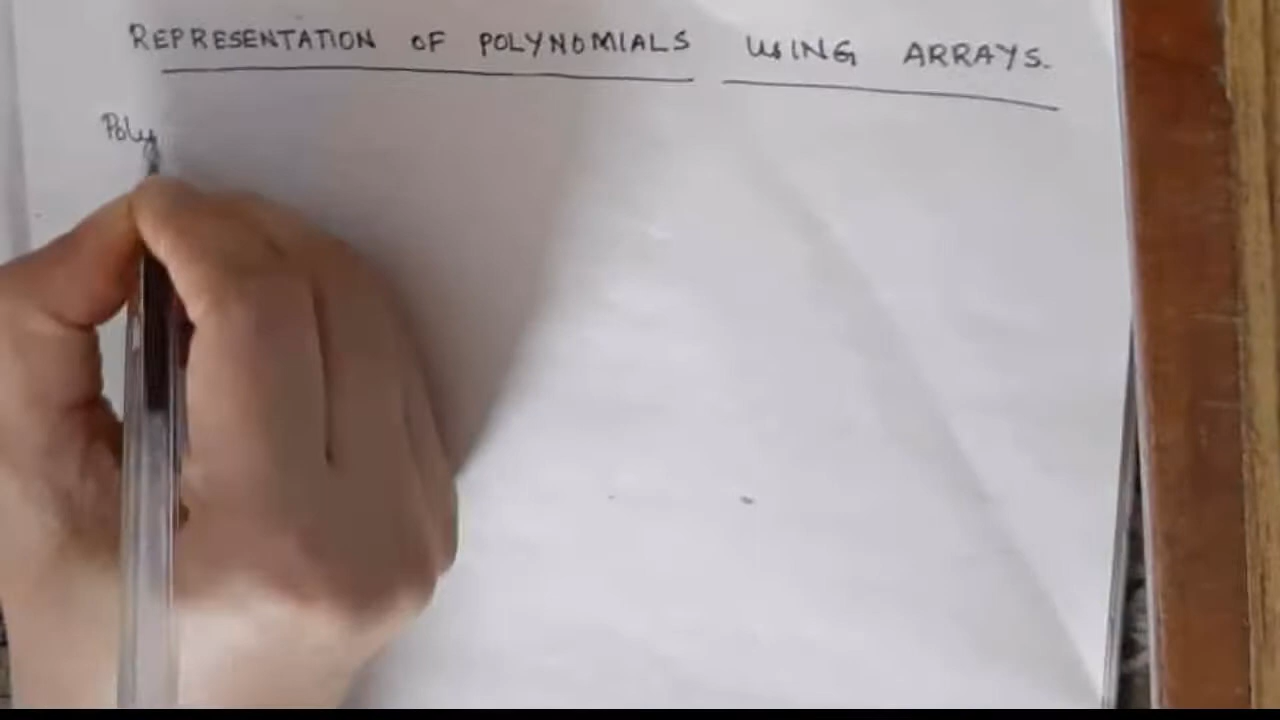 REPRESENTATION OF POLYNOMIALS USING ARRAYS.
Poly